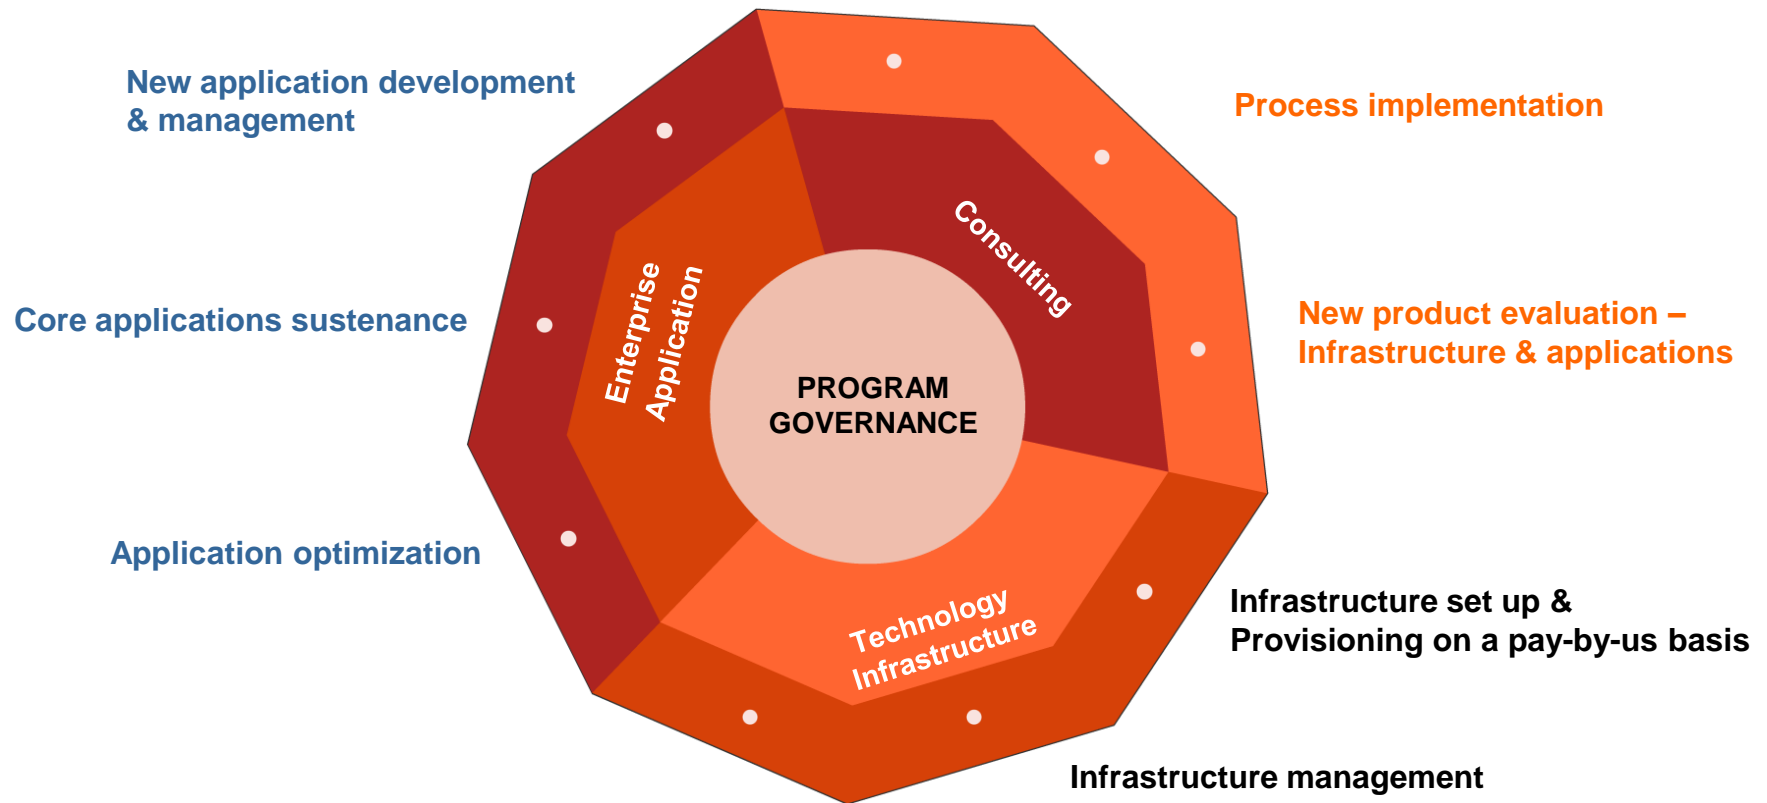 New application development
& management
Process implementation
Consulting
Enterprise
Application
Core applications sustenance
New product evaluation –
Infrastructure & applications
PROGRAM
GOVERNANCE
Application optimization
Technology
Infrastructure
Infrastructure set up &
Provisioning on a pay-by-us basis
Infrastructure management